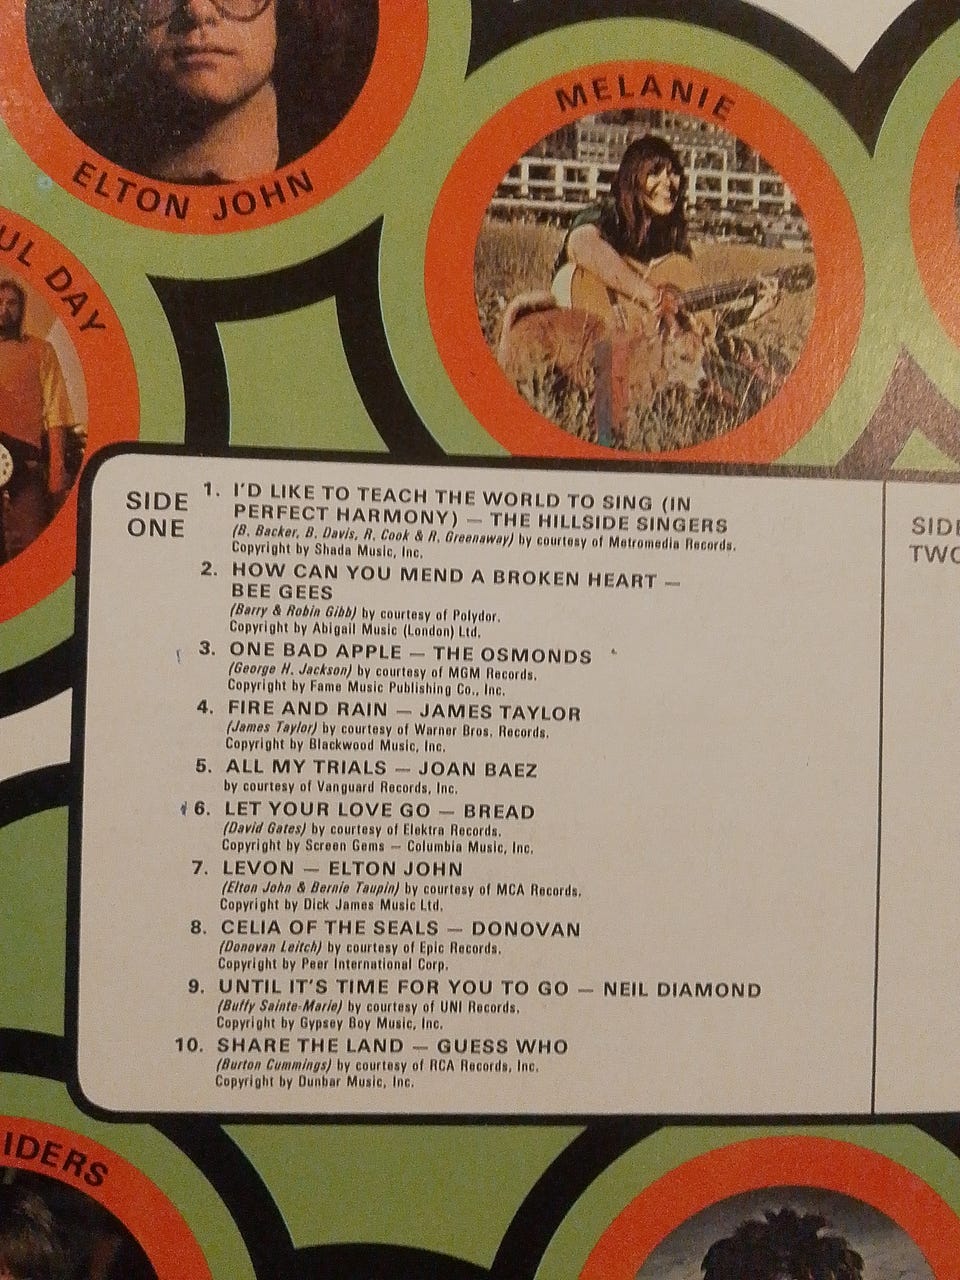 ELTON JOHN
MELANIE
UL DAY
SIDE
ONE
1. I'D LIKE TO TEACH THE WORLD TO SING (IN
PERFECT HARMONY) — THE HILLSIDE SINGERS
(B. Backer, B. Davis, R. Cook & R. Greenaway) by courtesy of Metromedia Records.
Copyright by Shada Music, Inc.
2. HOW CAN YOU MEND A BROKEN HEART —
BEE GEES
(Barry & Robin Gibb) by courtesy of Polydor.
Copyright by Abigail Music (London) Ltd.
3. ONE BAD APPLE — THE OSMONDS
(George H. Jackson) by courtesy of MGM Records.
Copyright by Fame Music Publishing Co., Inc.
4. FIRE AND RAIN — JAMES TAYLOR
(James Taylor) by courtesy of Warner Bros. Records.
Copyright by Blackwood Music, Inc.
5. ALL MY TRIALS — JOAN BAEZ
by courtesy of Vanguard Records, Inc.
6. LET YOUR LOVE GO — BREAD
(David Gates) by courtesy of Elektra Records.
Copyright by Screen Gems — Columbia Music, Inc.
7. LEVON — ELTON JOHN
(Elton John & Bernie Taupin) by courtesy of MCA Records.
Copyright by Dick James Music Ltd.
8. CELIA OF THE SEALS — DONOVAN
(Donovan Leitch) by courtesy of Epic Records.
Copyright by Peer International Corp.
9. UNTIL IT'S TIME FOR YOU TO GO — NEIL DIAMOND
(Buffy Sainte-Marie) by courtesy of UNI Records.
Copyright by Gypsey Boy Music, Inc.
10. SHARE THE LAND — GUESS WHO
(Burton Cummings) by courtesy of RCA Records, Inc.
Copyright by Dunbar Music, Inc.
SIDE
TWO
IDERS